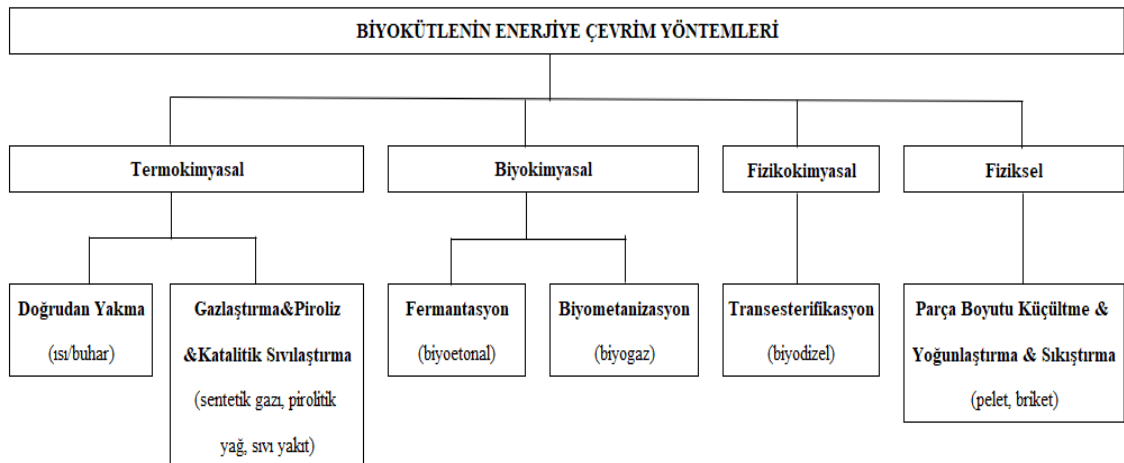 BİYOKÜTLENİN ENERJİYE ÇEVRİM YÖNTEMLERİ
Termokimyasal
Biyokimyasal
Fizikokimyasal
Fiziksel
Doğrudan Yakma
(ısı/buhar)
Gazlaştırma&Piroliz
&Katalitik Sıvılaştırma
(sentetik gazı, pirolitik
yağ, sıvı yakıt)
Fermantasyon
(biyoetonal)
Biyometanizasyon
(biyogaz)
Transesterifikasyon
(biyodizel)
Parça Boyutu Küçültme &
Yoğunlaştırma & Sıkıştırma
(pelet, briket)